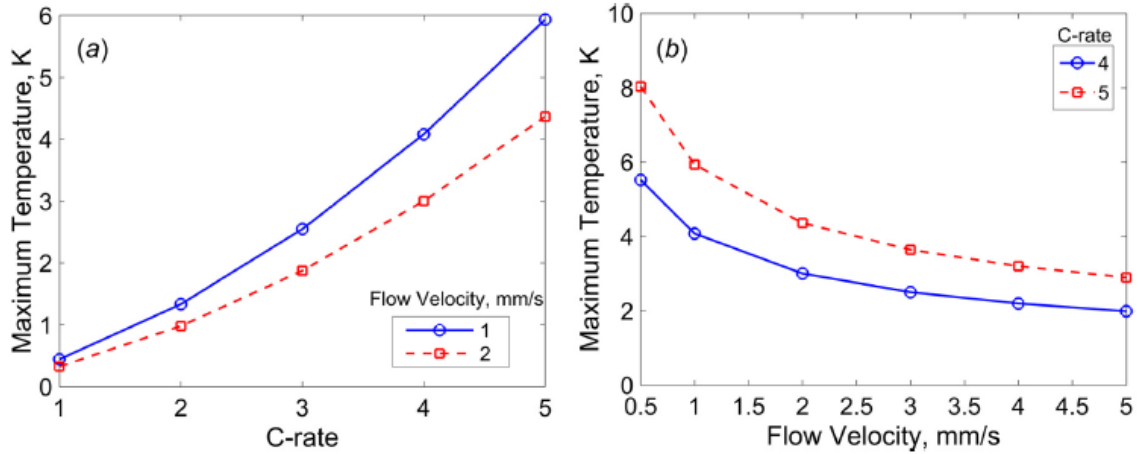 (a)
Maximum Temperature, K
6
5
4
3
2
1
0
1 2 3 4 5
C-rate
Flow Velocity, mm/s
1
2
(b)
Maximum Temperature, K
10
8
6
4
2
0
0.5 1 1.5 2 2.5 3 3.5 4 4.5 5
Flow Velocity, mm/s
C-rate
4
5